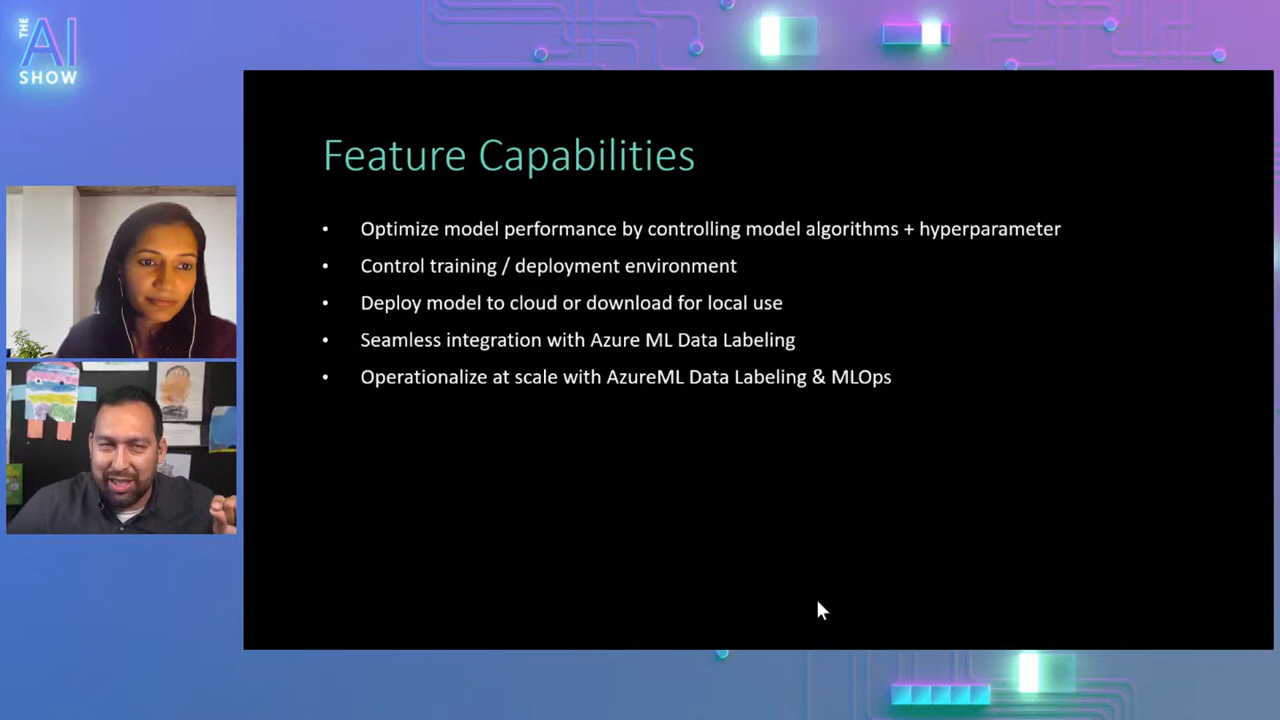 THE
AI
SHOW
Feature Capabilities
• Optimize model performance by controlling model algorithms + hyperparameter
• Control training / deployment environment
• Deploy model to cloud or download for local use
• Seamless integration with Azure ML Data Labeling
• Operationalize at scale with AzureML Data Labeling & MLOps